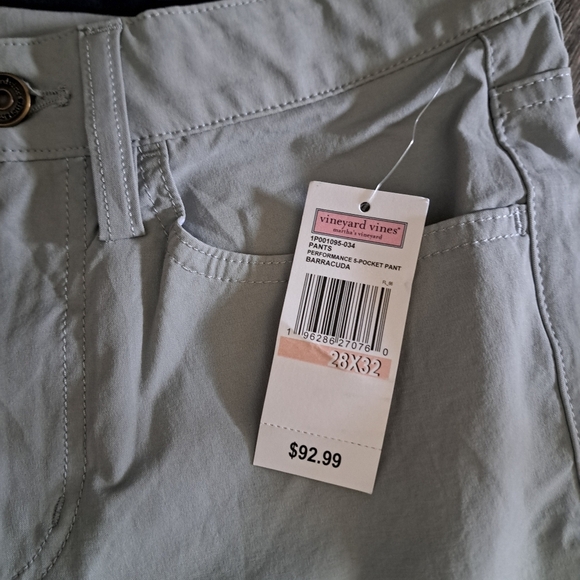 vineyard vines®
martha's vineyard
1P001095-034
PANTS
PERFORMANCE 5-POCKET PANT
BARRACUDA
1 96286 27076 0
28X32
$92.99